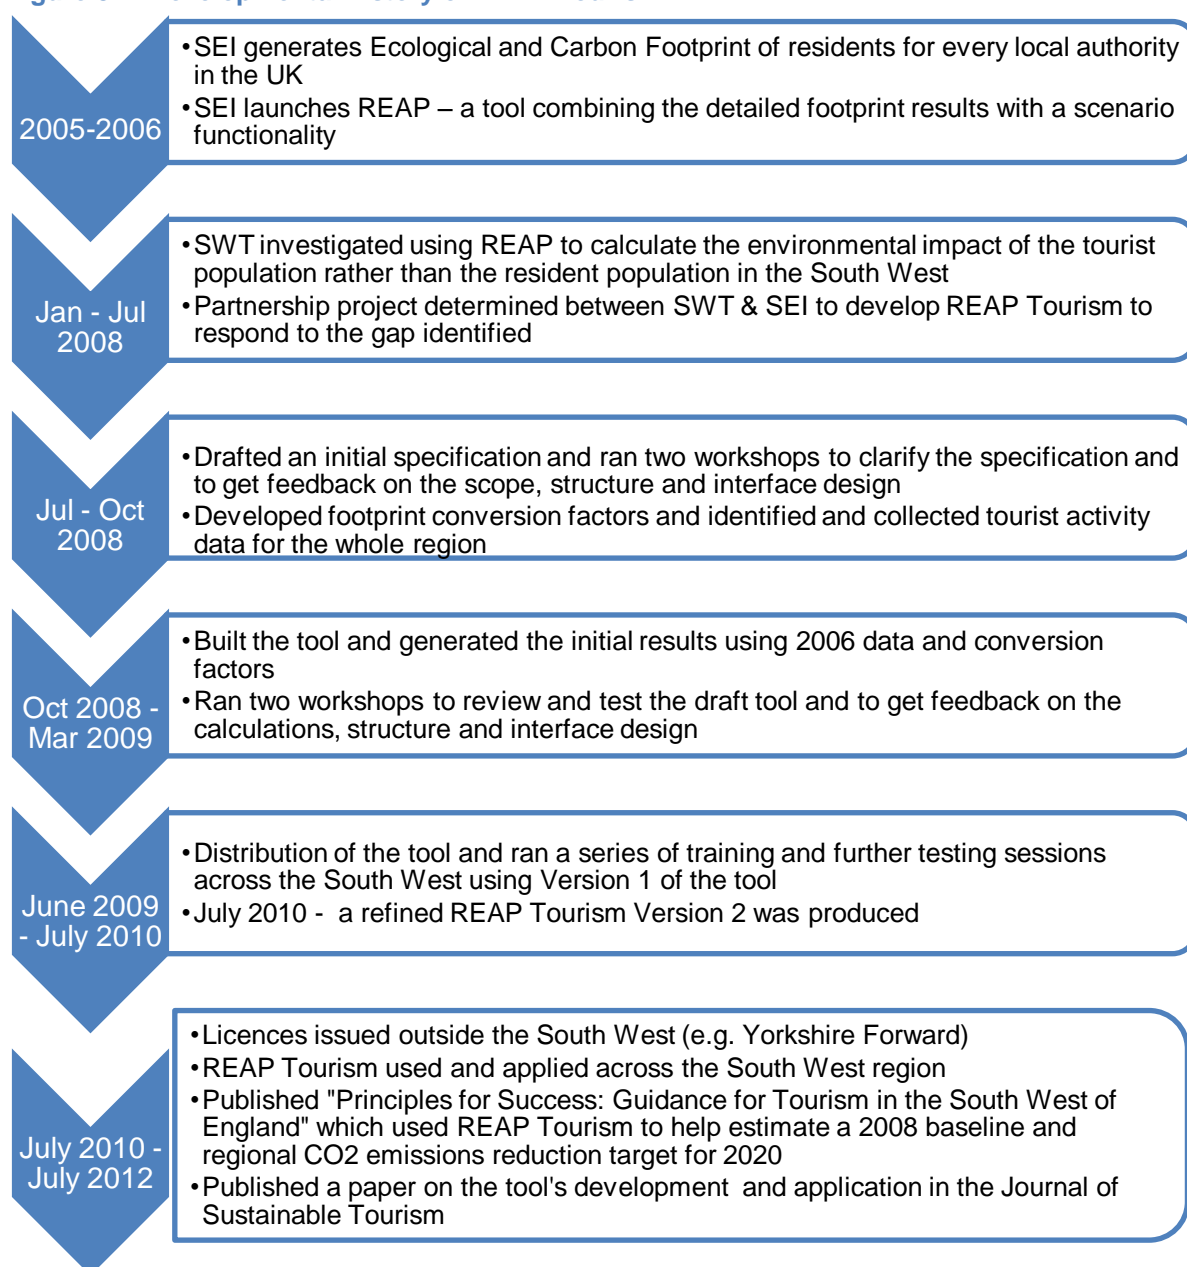 2005-2006
•SEI generates Ecological and Carbon Footprint of residents for every local authority
in the UK
•SEI launches REAP – a tool combining the detailed footprint results with a scenario
functionality
Jan - Jul
2008
•SWT investigated using REAP to calculate the environmental impact of the tourist
population rather than the resident population in the South West
•Partnership project determined between SWT & SEI to develop REAP Tourism to
respond to the gap identified
Jul - Oct
2008
•Drafted an initial specification and ran two workshops to clarify the specification and
to get feedback on the scope, structure and interface design
•Developed footprint conversion factors and identified and collected tourist activity
data for the whole region
Oct 2008 -
Mar 2009
•Built the tool and generated the initial results using 2006 data and conversion
factors
•Ran two workshops to review and test the draft tool and to get feedback on the
calculations, structure and interface design
June 2009
- July 2010
•Distribution of the tool and ran a series of training and further testing sessions
across the South West using Version 1 of the tool
•July 2010 - a refined REAP Tourism Version 2 was produced
July 2010 -
July 2012
•Licences issued outside the South West (e.g. Yorkshire Forward)
•REAP Tourism used and applied across the South West region
•Published "Principles for Success: Guidance for Tourism in the South West of
England" which used REAP Tourism to help estimate a 2008 baseline and
regional CO2 emissions reduction target for 2020
•Published a paper on the tool's development and application in the Journal of
Sustainable Tourism